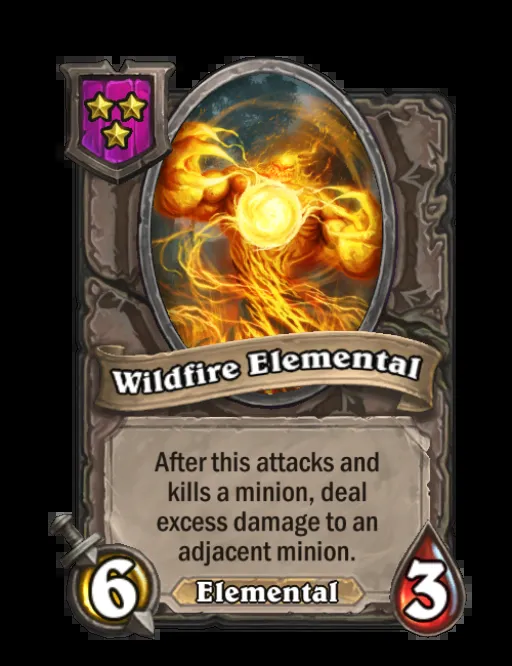 Wildfire Elemental
After this attacks and
kills a minion, deal
excess damage to an
adjacent minion.
6
Elemental
3